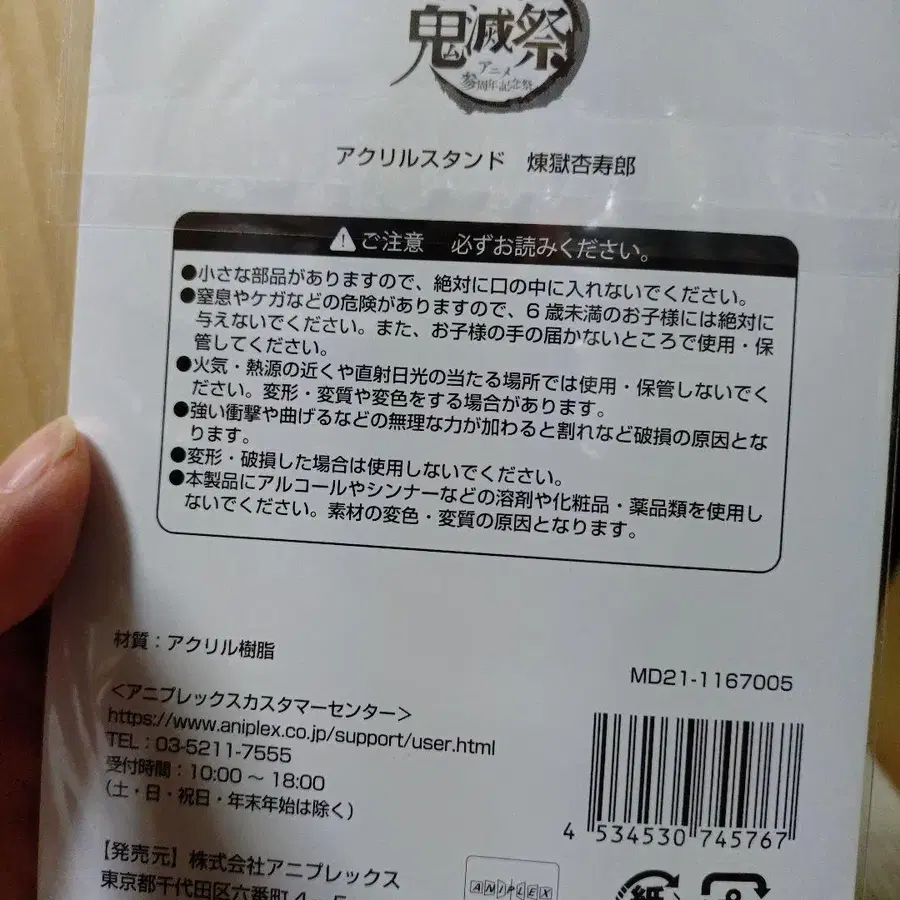 鬼滅祭
アニメ
参周年記念祭
アクリルスタンド 煉獄杏寿郎
ご注意 必ずお読みください。
●小さな部品がありますので、絶対に口の中に入れないでください。
●窒息やケガなどの危険がありますので、6歳未満のお子様には絶対に
与えないでください。また、お子様の手の届かないところで使用・保
管してください。
●火気・熱源の近くや直射日光の当たる場所では使用・保管しないでく
ださい。変形・変質や変色をする場合があります。
●強い衝撃や曲げるなどの無理な力が加わると割れなど破損の原因とな
ります。
●変形・破損した場合は使用しないでください。
●本製品にアルコールやシンナーなどの溶剤や化粧品・薬品類を使用し
ないでください。素材の変色・変質の原因となります。
材質：アクリル樹脂
MD21-1167005
＜アニプレックスカスタマーセンター＞
https://www.aniplex.co.jp/support/user.html
TEL：03-5211-7555
受付時間：10:00 ～ 18:00
（土・日・祝日・年末年始は除く）
4 534530 745767
【発売元】株式会社アニプレックス
東京都千代田区六番町4-5
ANIPLEX
紙